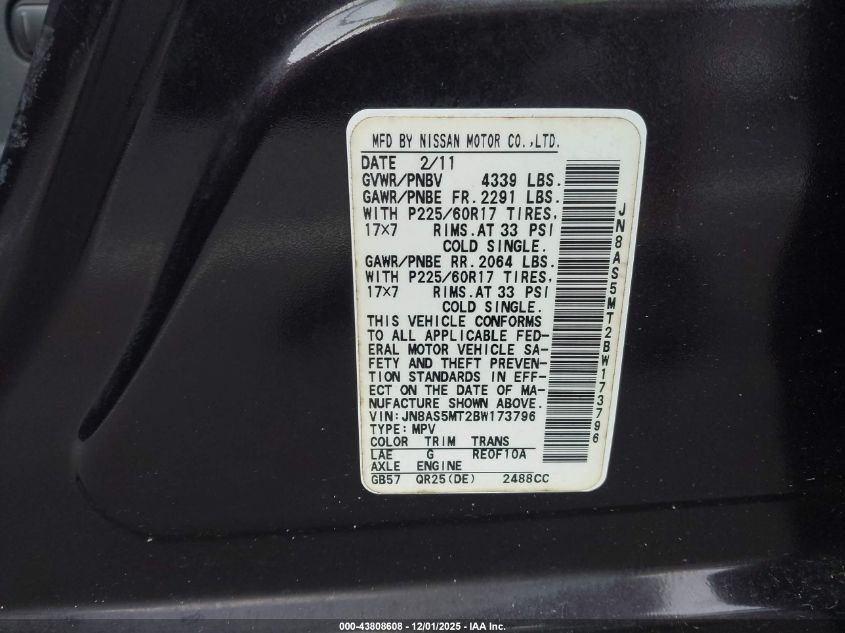 MFD BY NISSAN MOTOR CO.,LTD.
DATE 2/11
GVWR/PNBV 4339 LBS.
GAWR/PNBE FR.2291 LBS.
WITH P225/60R17 TIRES,
17×7 RIMS.AT 33 PSI
COLD SINGLE.
GAWR/PNBE RR.2064 LBS.
WITH P225/60R17 TIRES,
17×7 RIMS.AT 33 PSI
COLD SINGLE.
THIS VEHICLE CONFORMS
TO ALL APPLICABLE FED-
ERAL MOTOR VEHICLE SA-
FETY AND THEFT PREVEN-
TION STANDARDS IN EFF-
ECT ON THE DATE OF MA-
NUFACTURE SHOWN ABOVE.
VIN:JN8AS5MT2BW173796
TYPE:MPV
COLOR TRIM TRANS
LAE G RE0F10A
AXLE ENGINE
GB57 QR25(DE) 2488CC
JN8AS5MT2BW173796
000-43808608 - 12/01/2025 - IAA Inc.